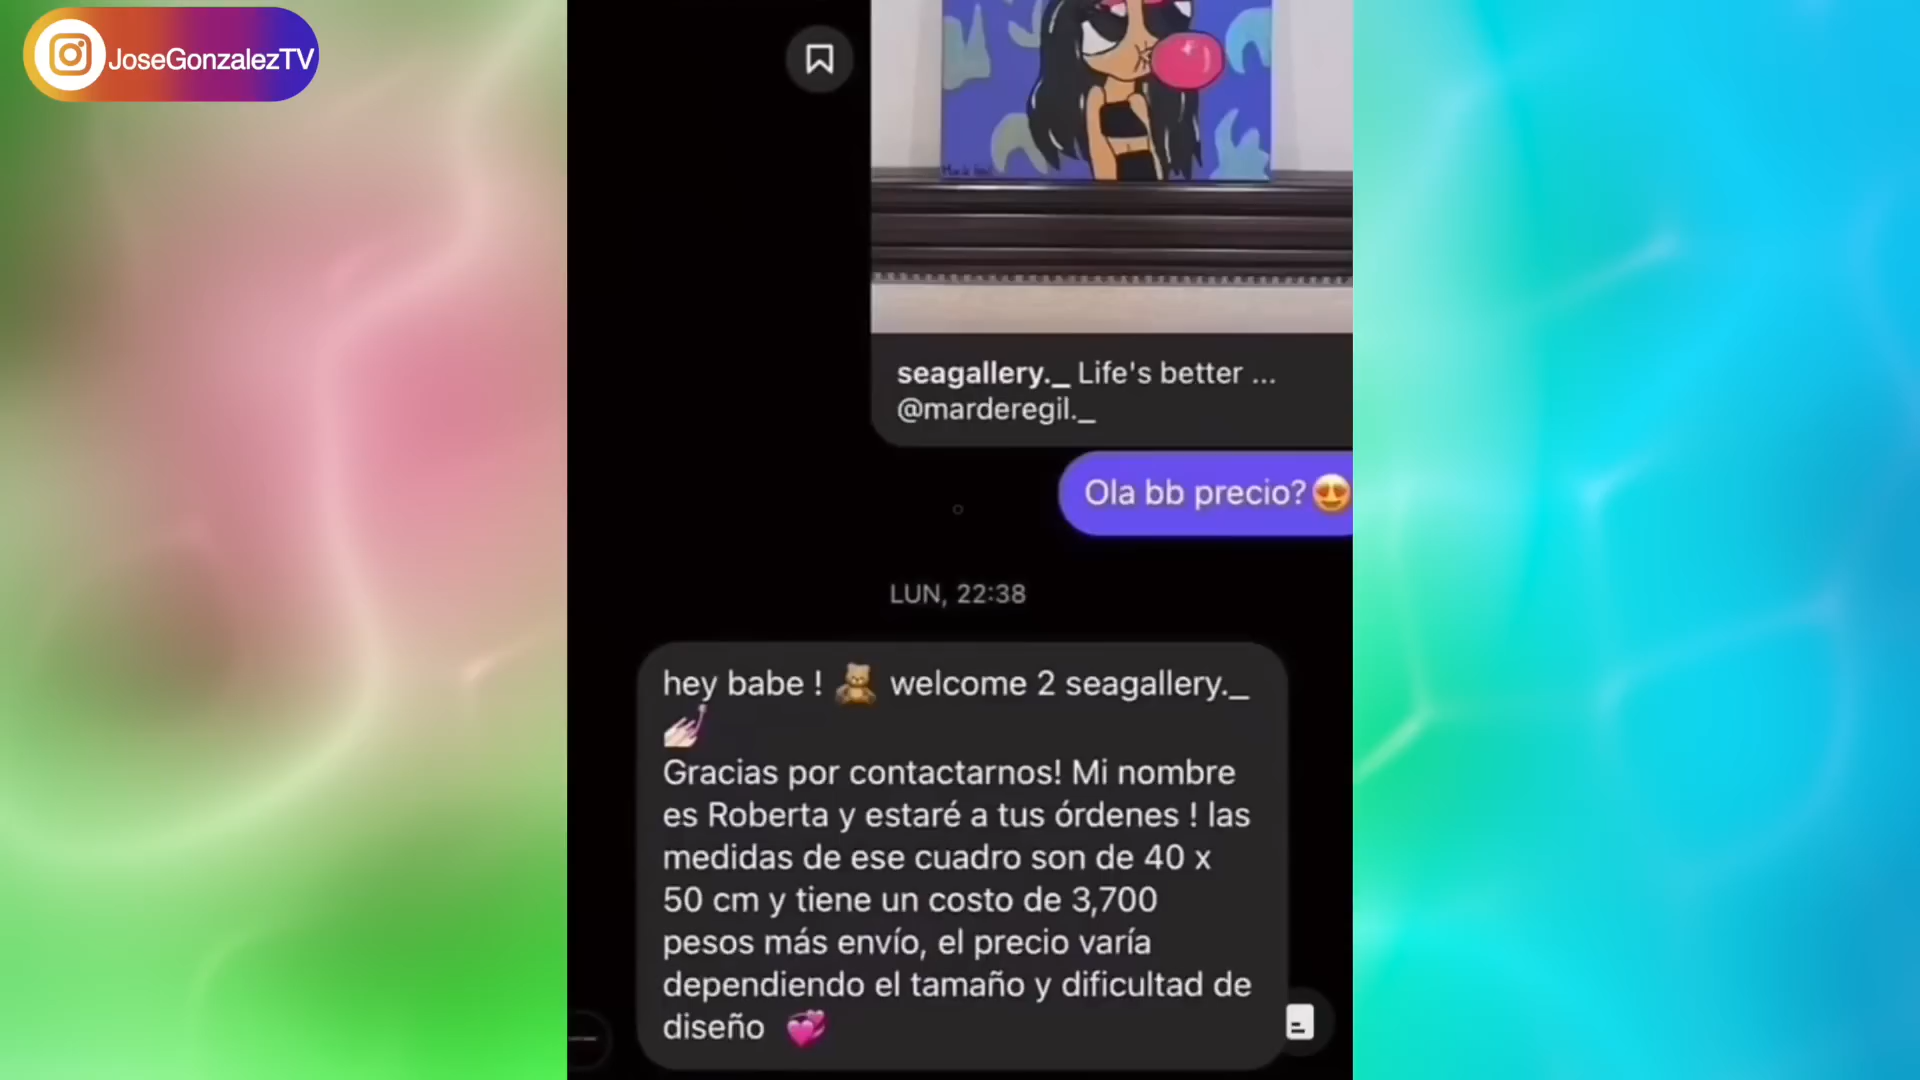 JoseGonzalezTV
seagallery._ Life's better ...
@marderegil._
Ola bb precio?😍
LUN, 22:38
hey babe ! 🧸 welcome 2 seagallery._
💅🏻
Gracias por contactarnos! Mi nombre
es Roberta y estaré a tus órdenes ! las
medidas de ese cuadro son de 40 x
50 cm y tiene un costo de 3,700
pesos más envío, el precio varía
dependiendo el tamaño y dificultad de
diseño 💞